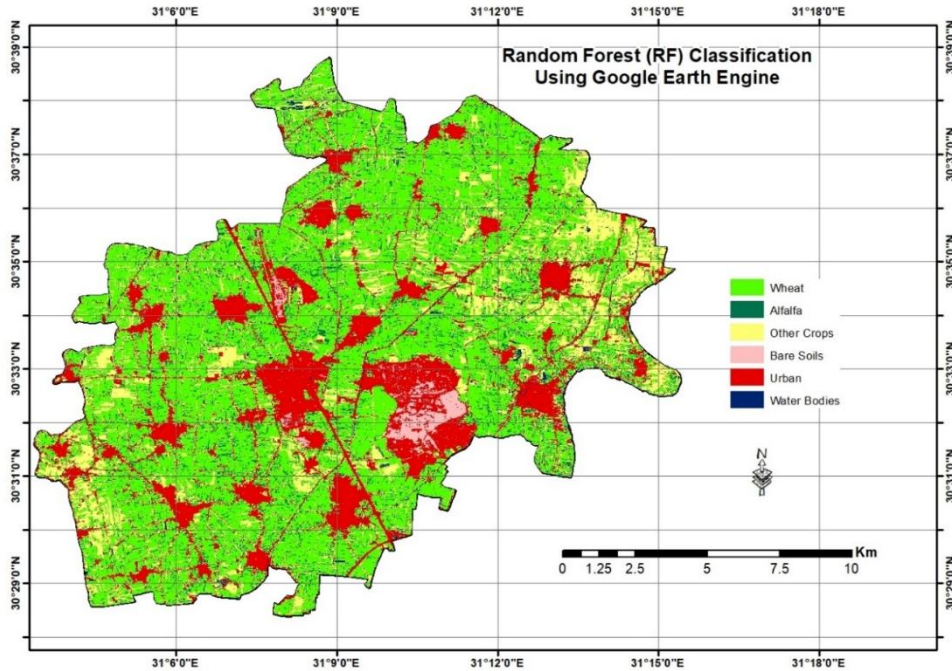 31°6'0"E 31°9'0"E 31°12'0"E 31°15'0"E 31°18'0"E
Random Forest (RF) Classification
Using Google Earth Engine
30°39'0"N
30°37'0"N
30°35'0"N
30°33'0"N
30°31'0"N
30°29'0"N
Wheat
Alfalfa
Other Crops
Bare Soils
Urban
Water Bodies
N
Km
0 1.25 2.5 5 7.5 10
31°6'0"E 31°9'0"E 31°12'0"E 31°15'0"E 31°18'0"E